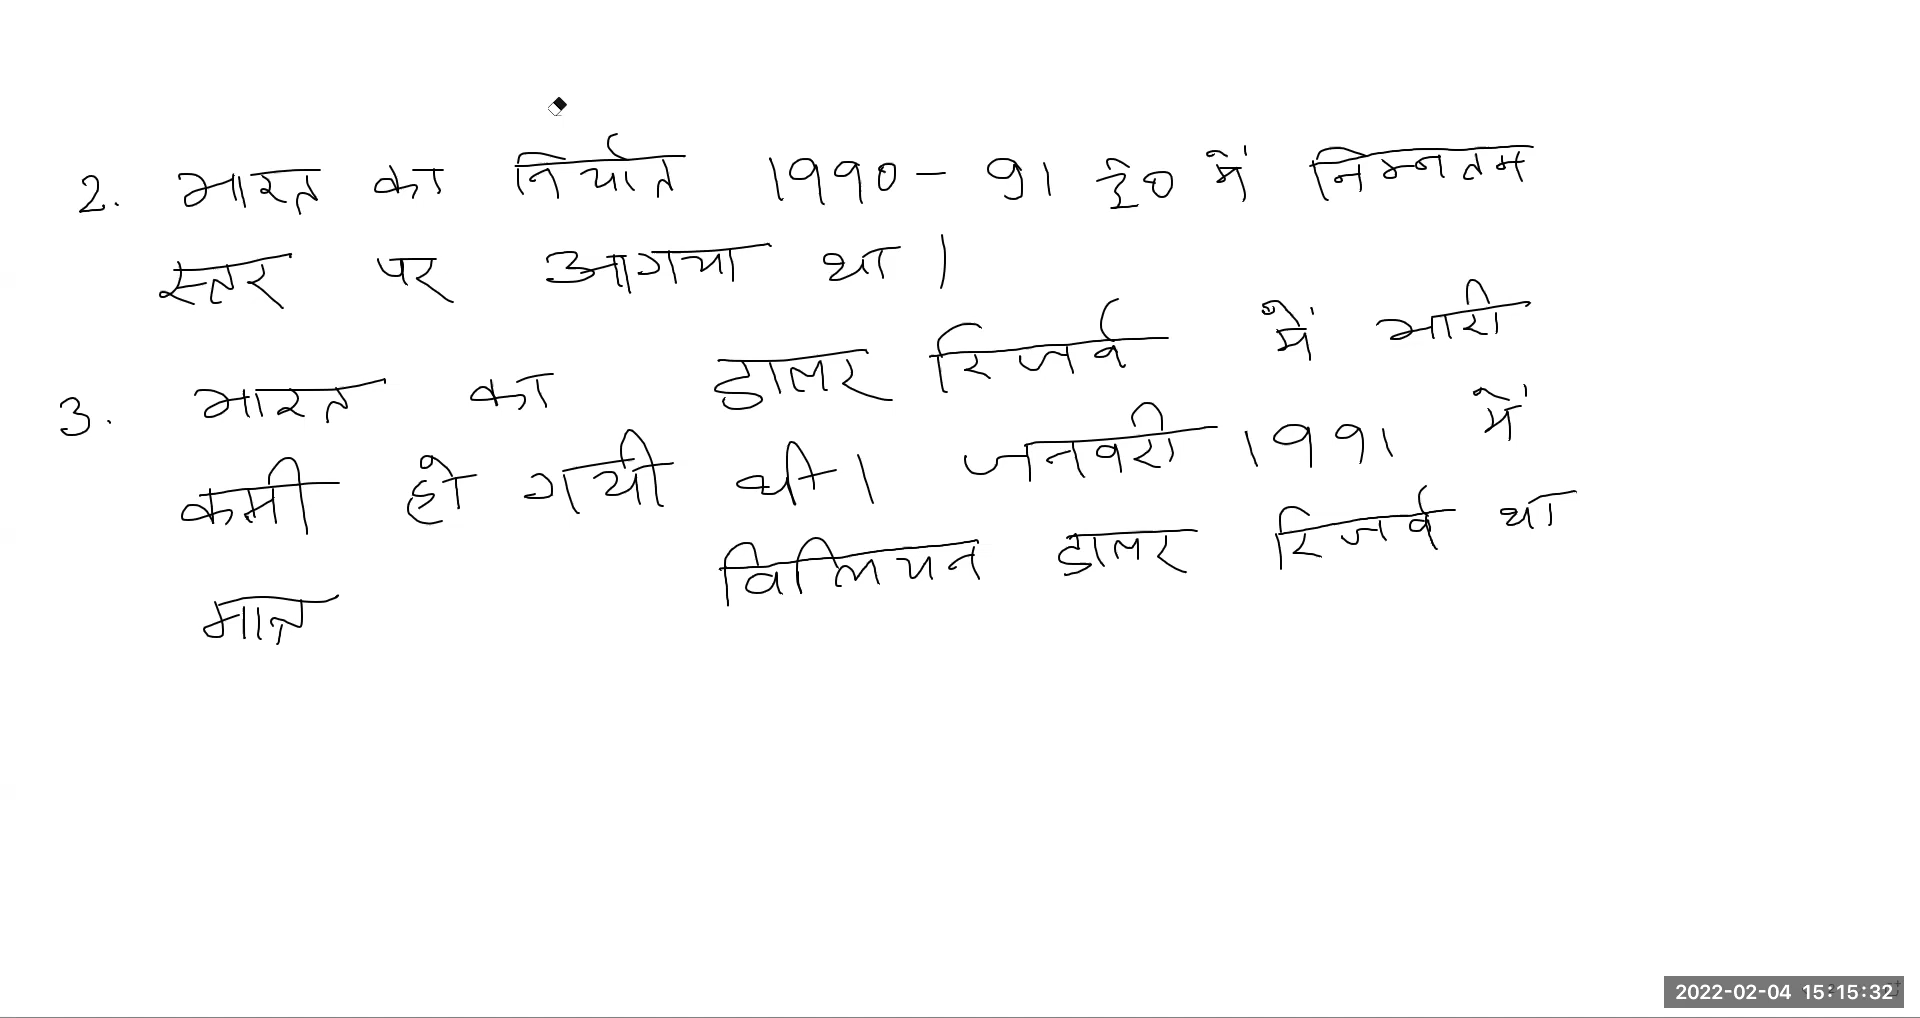 2. भारत का निर्यात 1990-91 ई० में निम्नतम
स्तर पर आगया था।
3. भारत का डालर रिजर्व में भारी
कमी हो गयी थी। जनवरी 1991 में
मात्र विलियन डालर रिजर्व था
2022-02-04 15:15:32